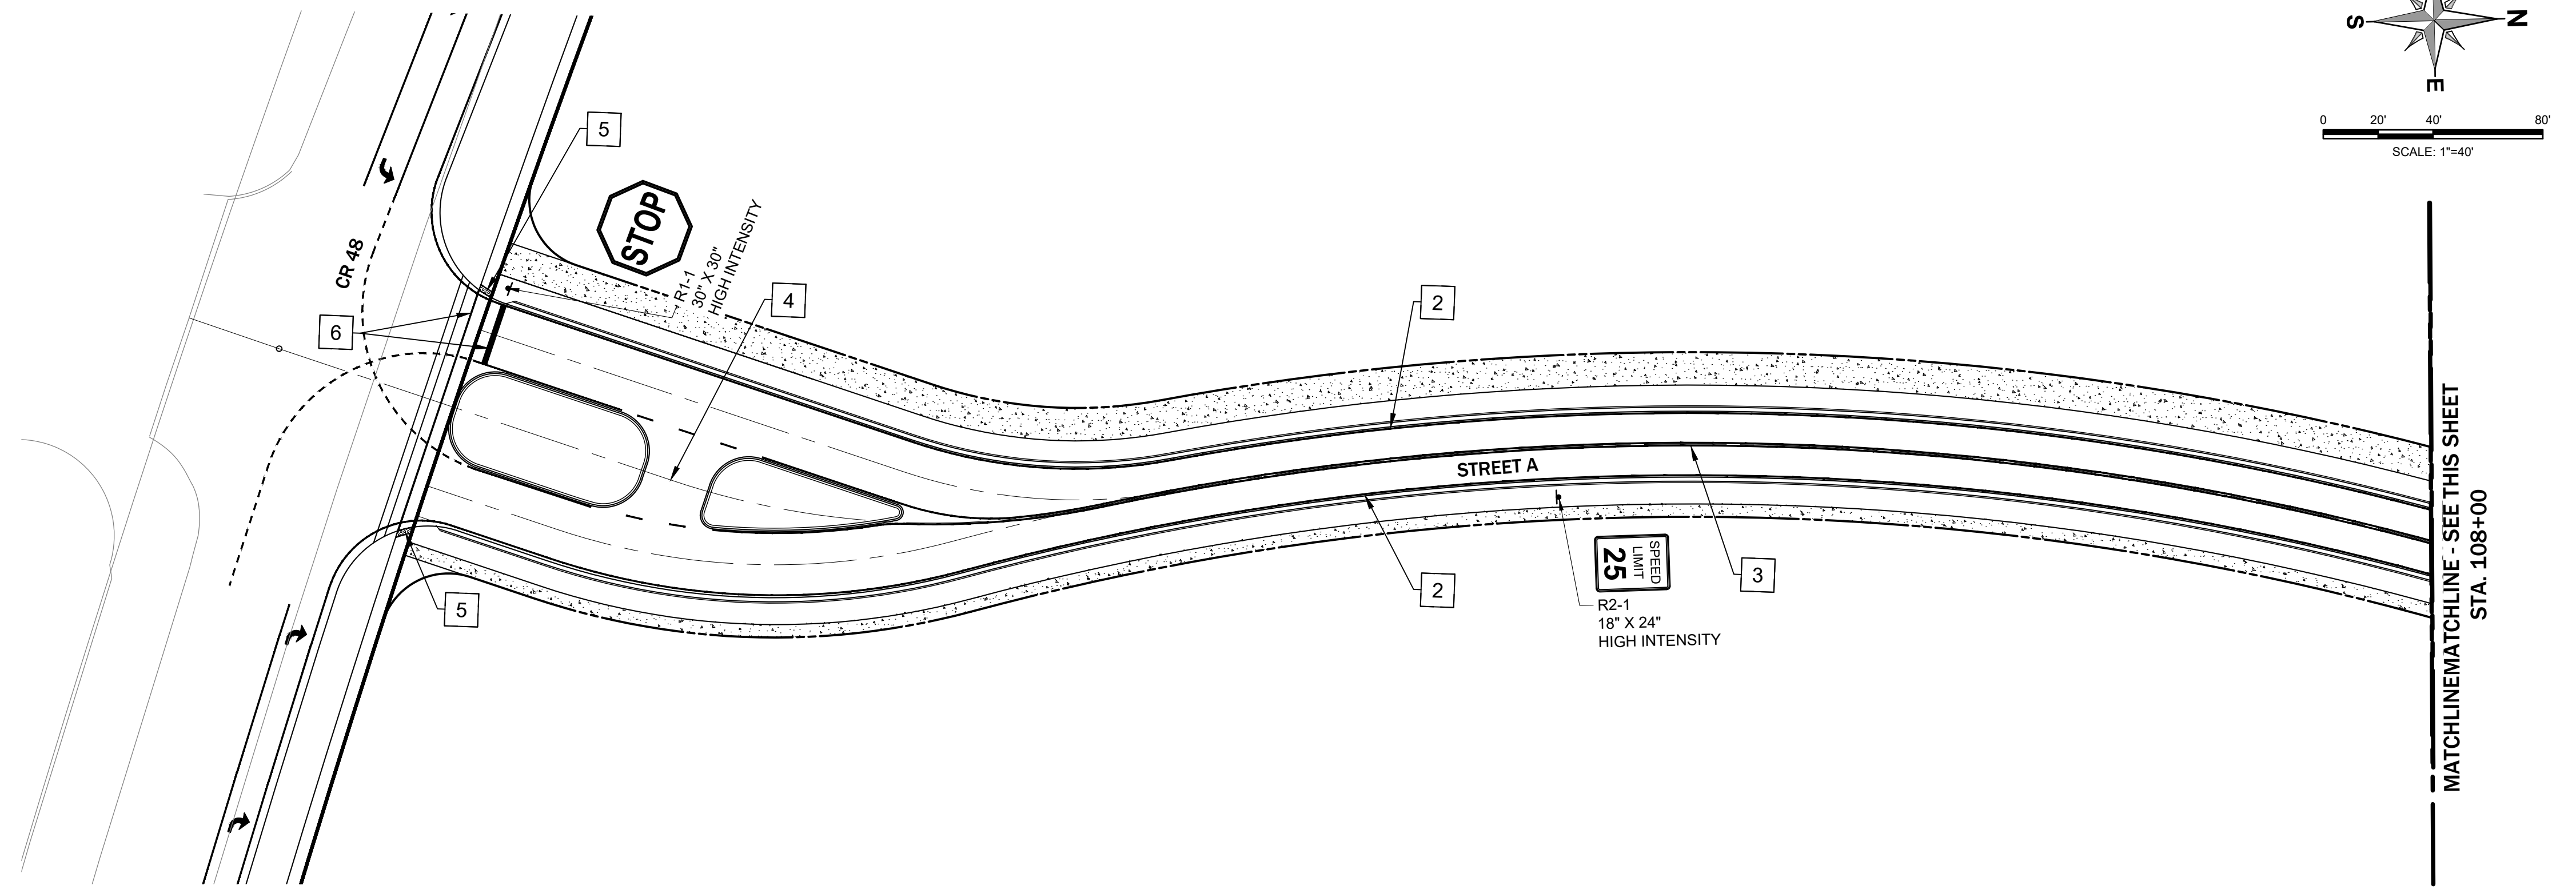 S
N
E
0 20' 40' 80'
SCALE: 1"=40'
5
STOP
R1-1
30" X 30"
HIGH INTENSITY
CR 48
4
6
2
STREET A
SPEED
LIMIT
25
R2-1
18" X 24"
HIGH INTENSITY
3
2
5
MATCHLINEMATCHLINE - SEE THIS SHEET
STA. 108+00